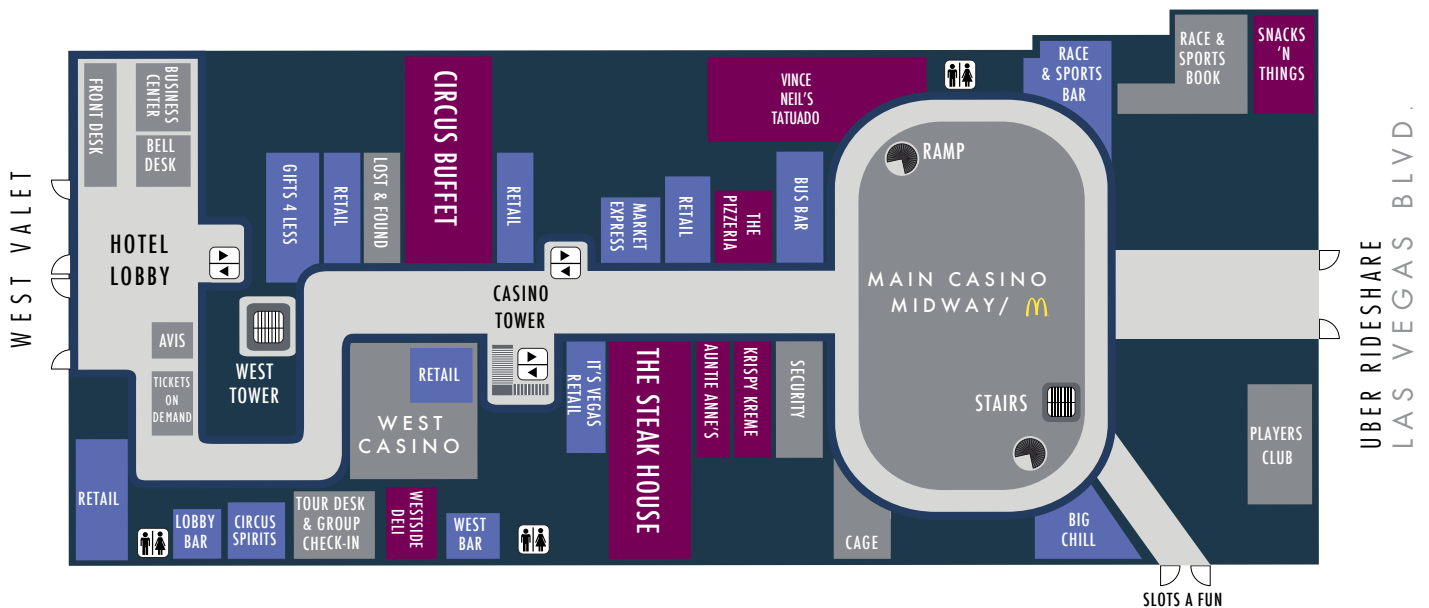 WEST VALET
FRONT DESK
BUSINESS
CENTER
BELL
DESK
HOTEL
LOBBY
AVIS
TICKETS
ON
DEMAND
WEST
TOWER
GIFTS 4 LESS
RETAIL
LOST & FOUND
CIRCUS BUFFET
RETAIL
CASINO
TOWER
MARKET
EXPRESS
RETAIL
THE
PIZZERIA
BUS BAR
VINCE
NEIL'S
TATUADO
RAMP
MAIN CASINO
MIDWAY/ M
STAIRS
RACE
& SPORTS
BAR
RACE &
SPORTS
BOOK
SNACKS
'N
THINGS
RETAIL
WEST
CASINO
IT'S VEGAS
RETAIL
THE STEAK HOUSE
AUNTIE ANNE'S
KRISPY KREME
SECURITY
RETAIL
LOBBY
BAR
CIRCUS
SPIRITS
TOUR DESK
& GROUP
CHECK-IN
WESTSIDE
DELI
WEST
BAR
CAGE
BIG
CHILL
PLAYERS
CLUB
SLOTS A FUN
UBER RIDESHARE
LAS VEGAS BLVD.